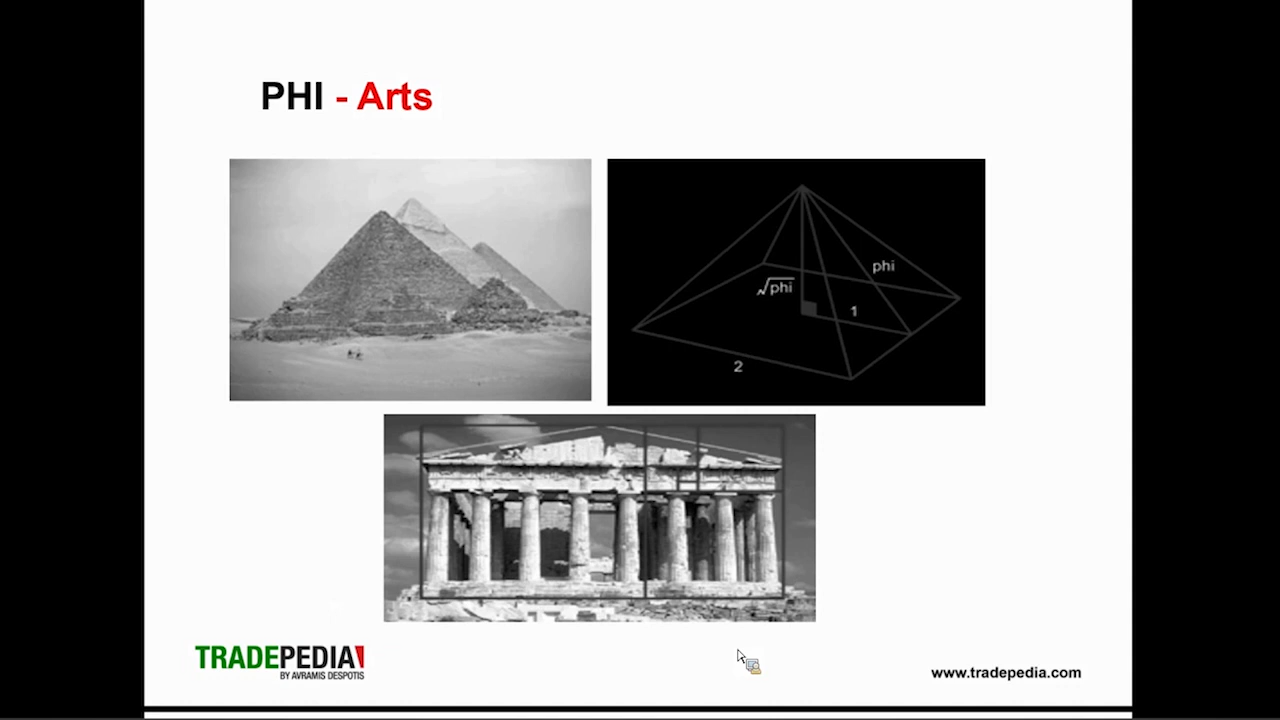 PHI - Arts
phi
√phi
1
2
TRADEPEDIA
BY AVRAMIS DESPOTIS
www.tradepedia.com